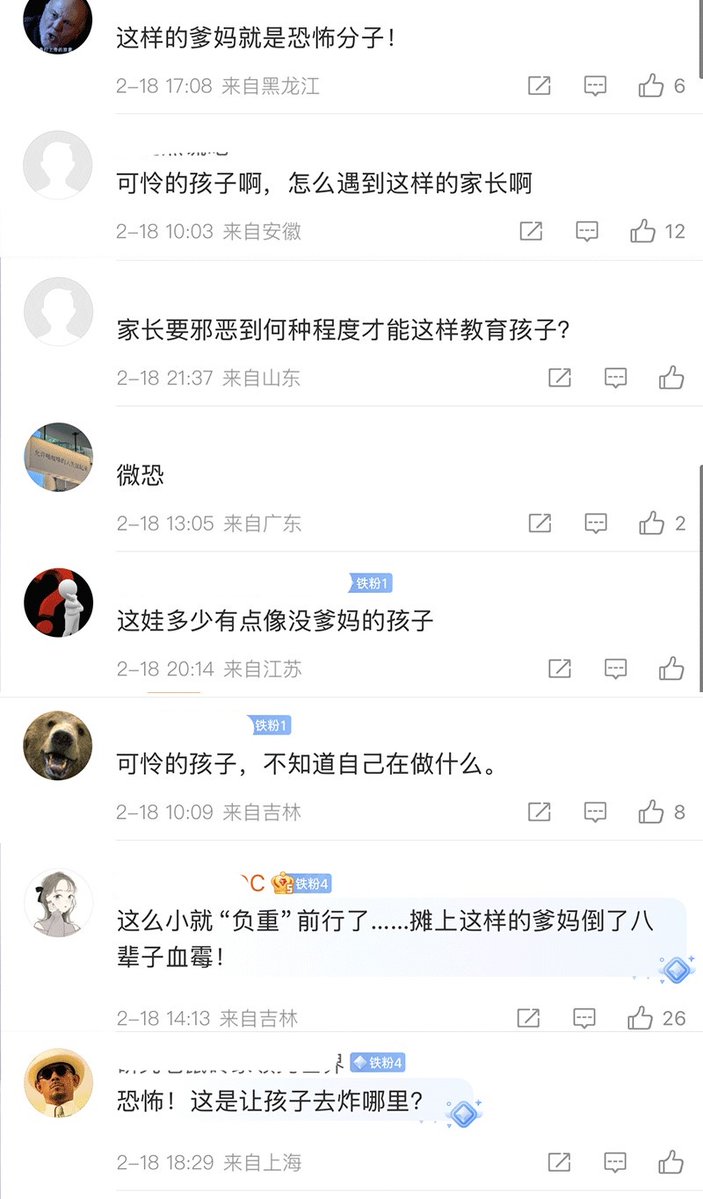 这样的爹妈就是恐怖分子！
2-18 17:08 来自黑龙江
6
可怜的孩子啊，怎么遇到这样的家长啊
2-18 10:03 来自安徽
12
家长要邪恶到何种程度才能这样教育孩子？
2-18 21:37 来自山东
微恐
2-18 13:05 来自广东
2
铁粉1
这娃多少有点像没爹妈的孩子
2-18 20:14 来自江苏
铁粉1
可怜的孩子，不知道自己在做什么。
2-18 10:09 来自吉林
8
℃ 铁粉4
这么小就“负重”前行了……摊上这样的爹妈倒了八
辈子血霉！
2-18 14:13 来自吉林
26
铁粉4
恐怖！这是让孩子去炸哪里？
2-18 18:29 来自上海